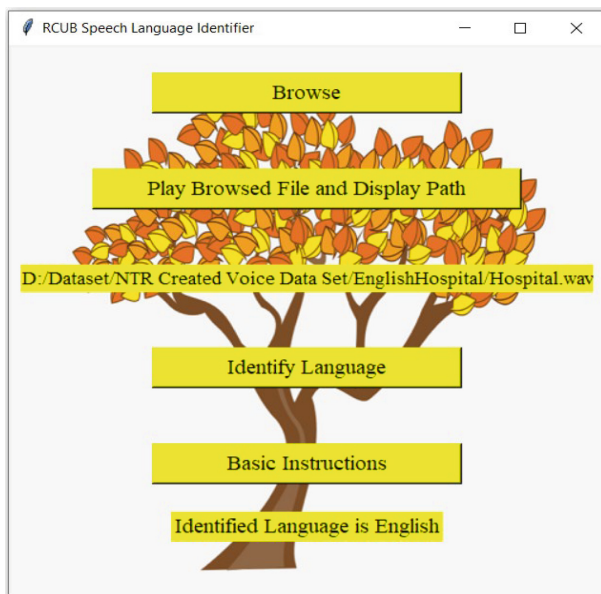 RCUB Speech Language Identifier
Browse
Play Browsed File and Display Path
D:/Dataset/NTR Created Voice Data Set/EnglishHospital/Hospital.wav
Identify Language
Basic Instructions
Identified Language is English